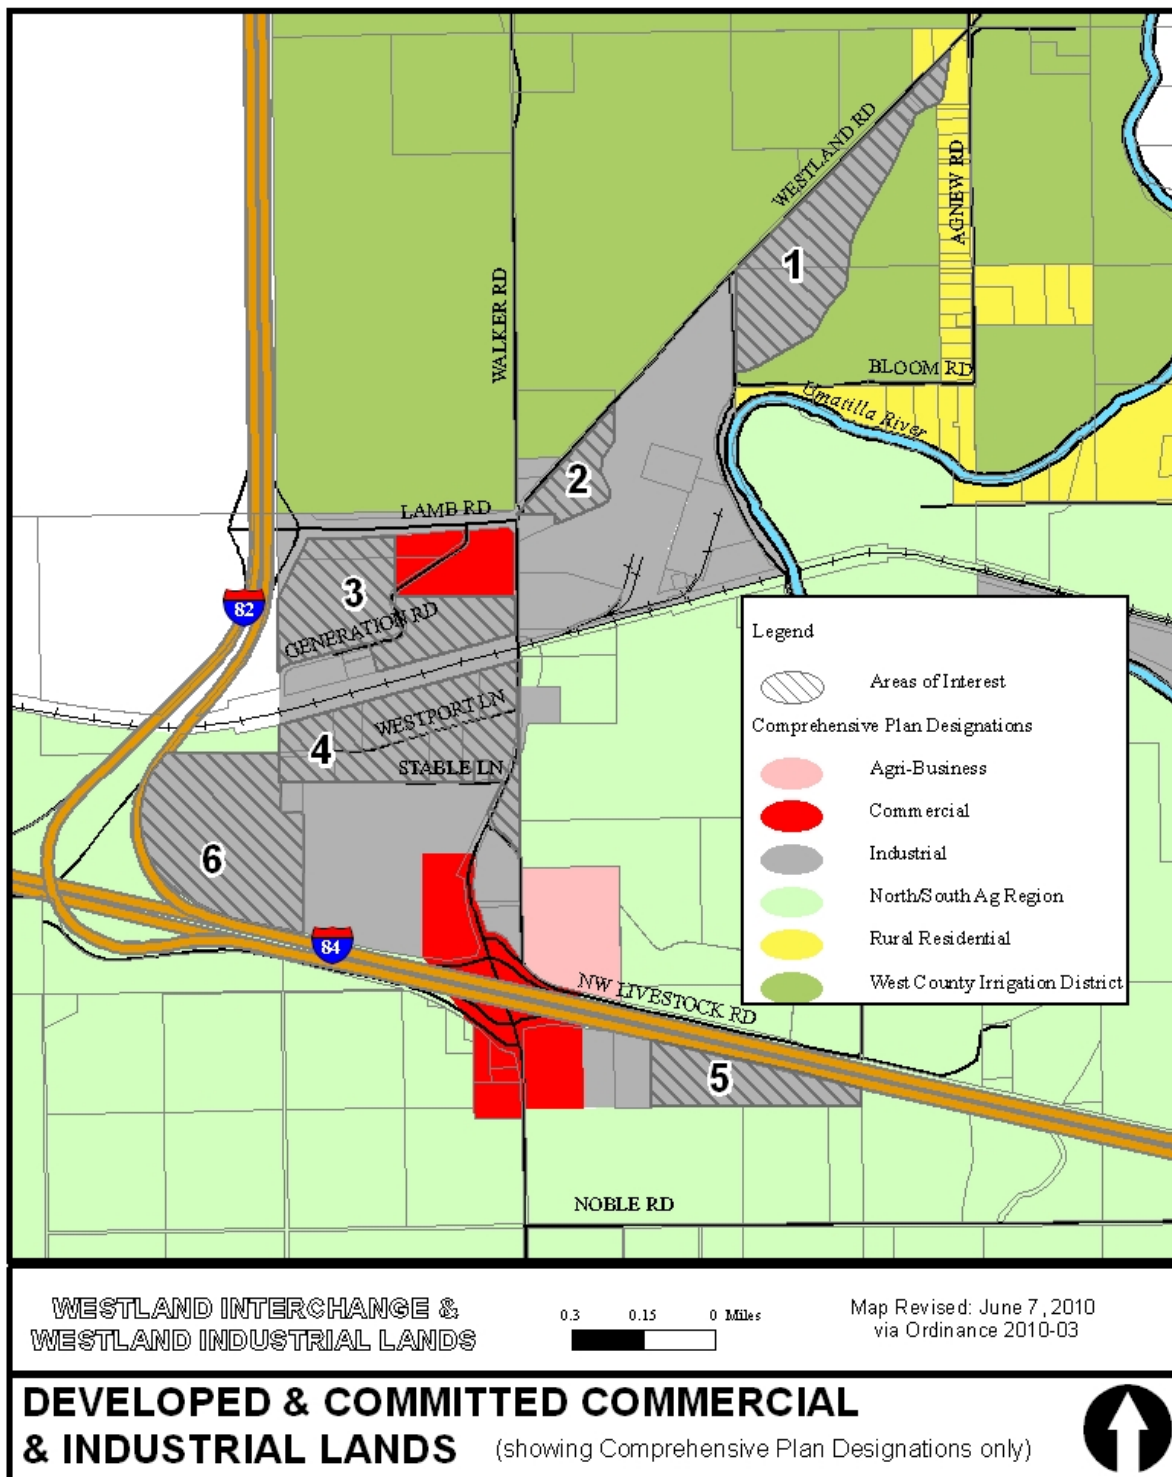 WESTLAND RD
AGNEW RD
1
WALKER RD
BLOOM RD
Umatilla River
2
LAMB RD
3
82
GENERATION RD
WESTPORT LN
4
STABLE LN
6
84
NW LIVESTOCK RD
5
NOBLE RD
Legend
Areas of Interest
Comprehensive Plan Designations
Agri-Business
Commercial
Industrial
North/South Ag Region
Rural Residential
West County Irrigation District
WESTLAND INTERCHANGE &
WESTLAND INDUSTRIAL LANDS
0.3 0.15 0 Miles
Map Revised: June 7, 2010
via Ordinance 2010-03
DEVELOPED & COMMITTED COMMERCIAL
& INDUSTRIAL LANDS (showing Comprehensive Plan Designations only)